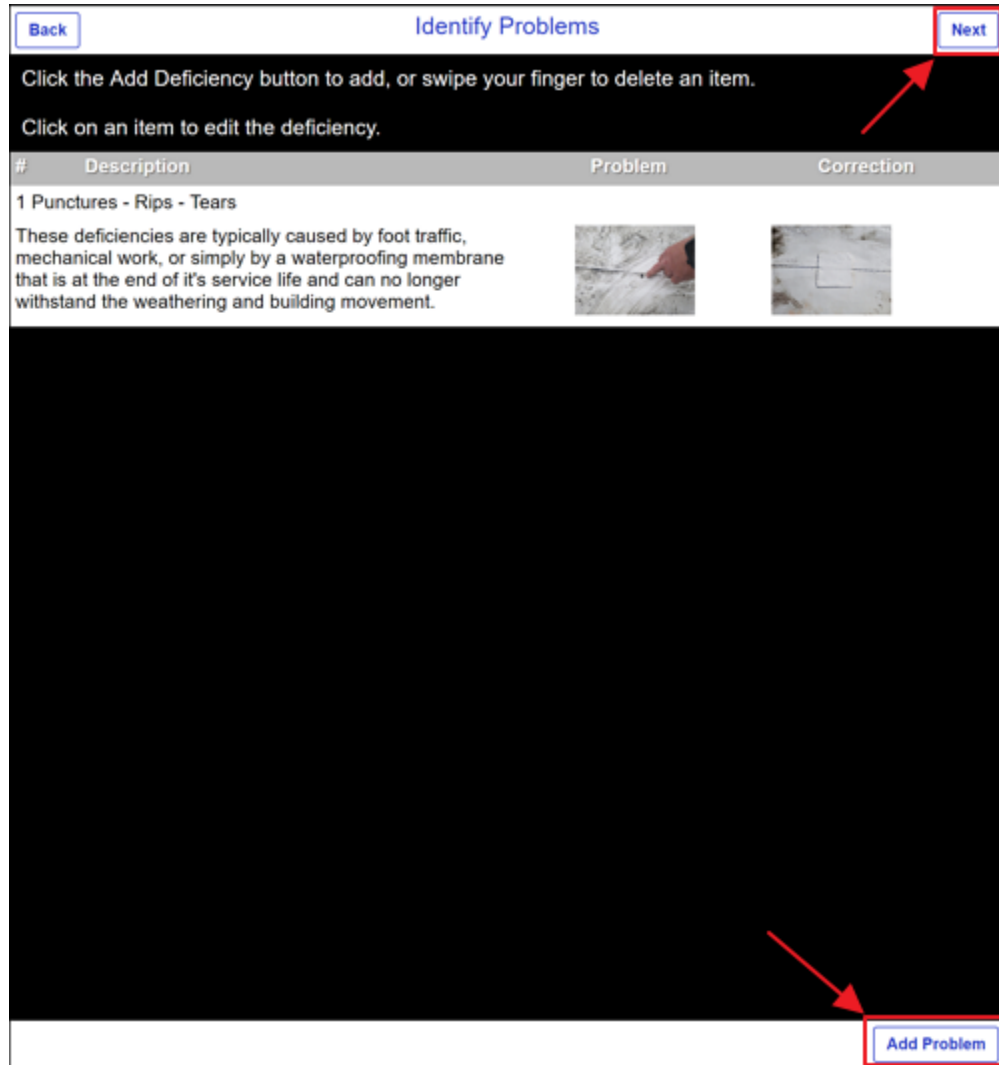 Back
Identify Problems
Next
Click the Add Deficiency button to add, or swipe your finger to delete an item.
Click on an item to edit the deficiency.
# Description Problem Correction
1 Punctures - Rips - Tears
These deficiencies are typically caused by foot traffic,
mechanical work, or simply by a waterproofing membrane
that is at the end of it's service life and can no longer
withstand the weathering and building movement.
Add Problem